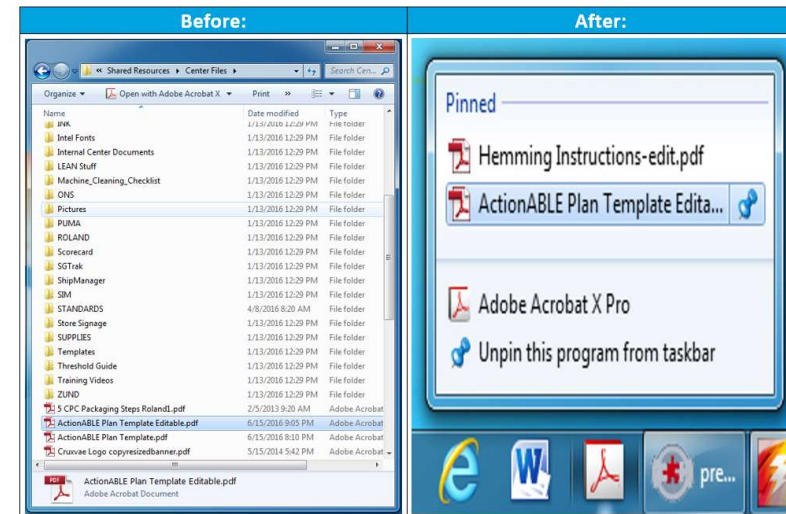 Before:
After:
« Shared Resources ▸ Center Files ▸
Search Cen...
Organize ▾ Open with Adobe Acrobat X ▾ Print »
Name Date modified Type
INK 1/13/2016 12:29 PM File folder
Intel Fonts 1/13/2016 12:29 PM File folder
Internal Center Documents 1/13/2016 12:29 PM File folder
LEAN Stuff 1/13/2016 12:29 PM File folder
Machine_Cleaning_Checklist 1/13/2016 12:29 PM File folder
ONS 1/13/2016 12:29 PM File folder
Pictures 1/13/2016 12:29 PM File folder
PUMA 1/13/2016 12:29 PM File folder
ROLAND 1/13/2016 12:29 PM File folder
Scorecard 1/13/2016 12:29 PM File folder
SGTrak 1/13/2016 12:29 PM File folder
ShipManager 1/13/2016 12:29 PM File folder
SIM 1/13/2016 12:29 PM File folder
STANDARDS 4/8/2016 8:20 AM File folder
Store Signage 1/13/2016 12:29 PM File folder
SUPPLIES 1/13/2016 12:29 PM File folder
Templates 1/13/2016 12:29 PM File folder
Threshold Guide 1/13/2016 12:29 PM File folder
Training Videos 1/13/2016 12:29 PM File folder
ZUND 1/13/2016 12:29 PM File folder
5 CPC Packaging Steps Roland1.pdf 2/5/2013 9:20 AM Adobe Acrobat
ActionABLE Plan Template Editable.pdf 6/15/2016 9:05 PM Adobe Acrobat
ActionABLE Plan Template.pdf 6/15/2016 8:10 PM Adobe Acrobat
Cruxvae Logo copyresizedbanner.pdf 5/15/2014 5:42 PM Adobe Acrobat
PDF
ActionABLE Plan Template Editable.pdf
Adobe Acrobat Document
Pinned
Hemming Instructions-edit.pdf
ActionABLE Plan Template Edita...
Adobe Acrobat X Pro
Unpin this program from taskbar
pre...